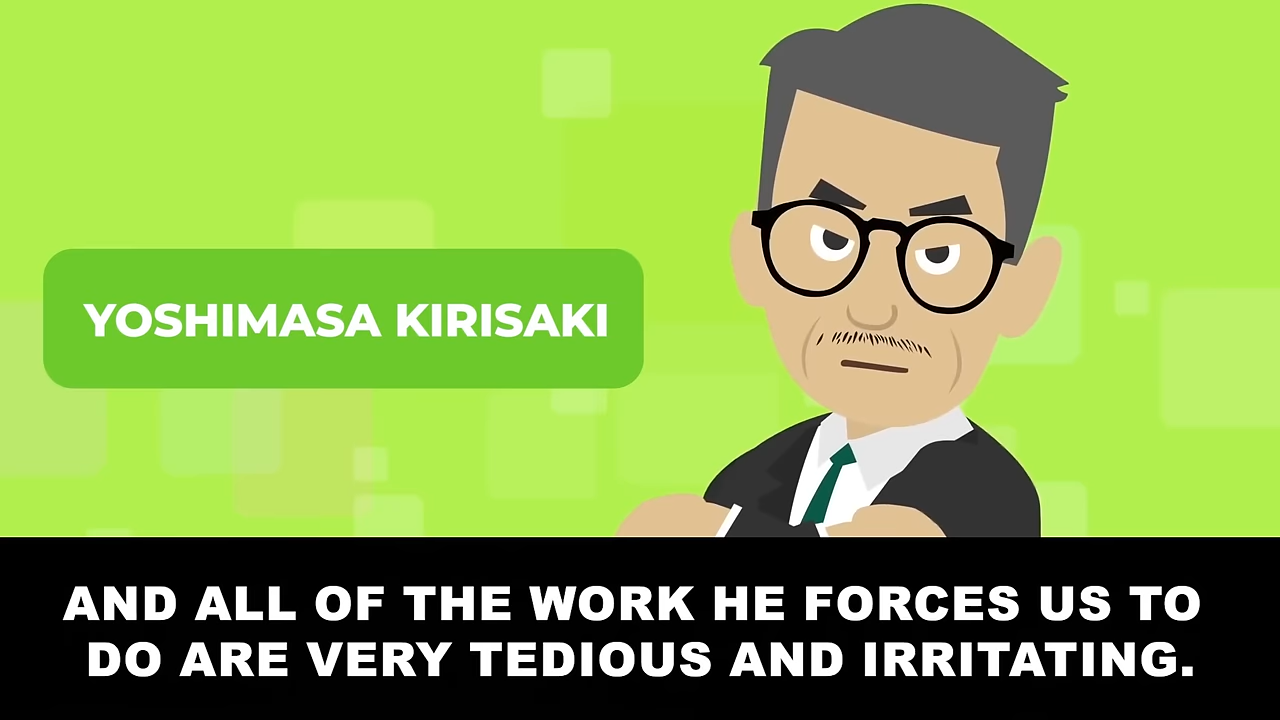 YOSHIMASA KIRISAKI
AND ALL OF THE WORK HE FORCES US TO
DO ARE VERY TEDIOUS AND IRRITATING.